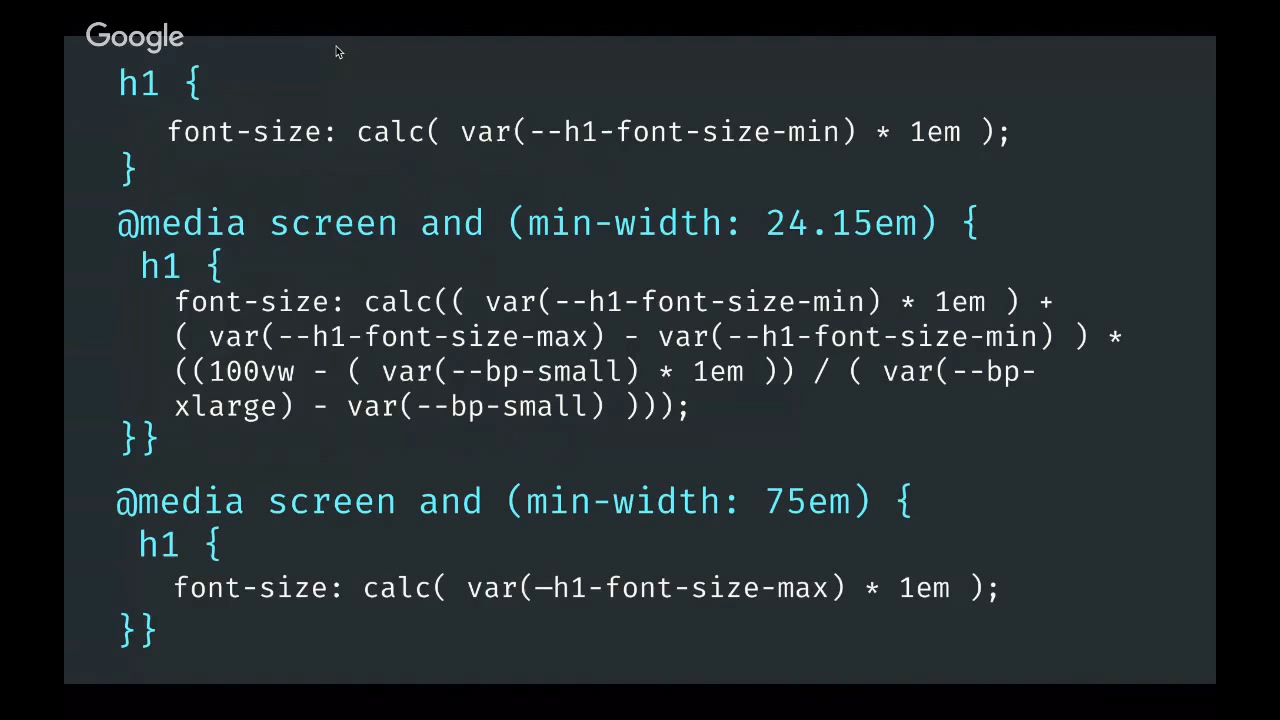 Google
h1 {
font-size: calc( var(--h1-font-size-min) * 1em );
}
@media screen and (min-width: 24.15em) {
h1 {
font-size: calc(( var(--h1-font-size-min) * 1em ) +
( var(--h1-font-size-max) - var(--h1-font-size-min) ) *
((100vw - ( var(--bp-small) * 1em )) / ( var(--bp-
xlarge) - var(--bp-small) )));
}}
@media screen and (min-width: 75em) {
h1 {
font-size: calc( var(—h1-font-size-max) * 1em );
}}